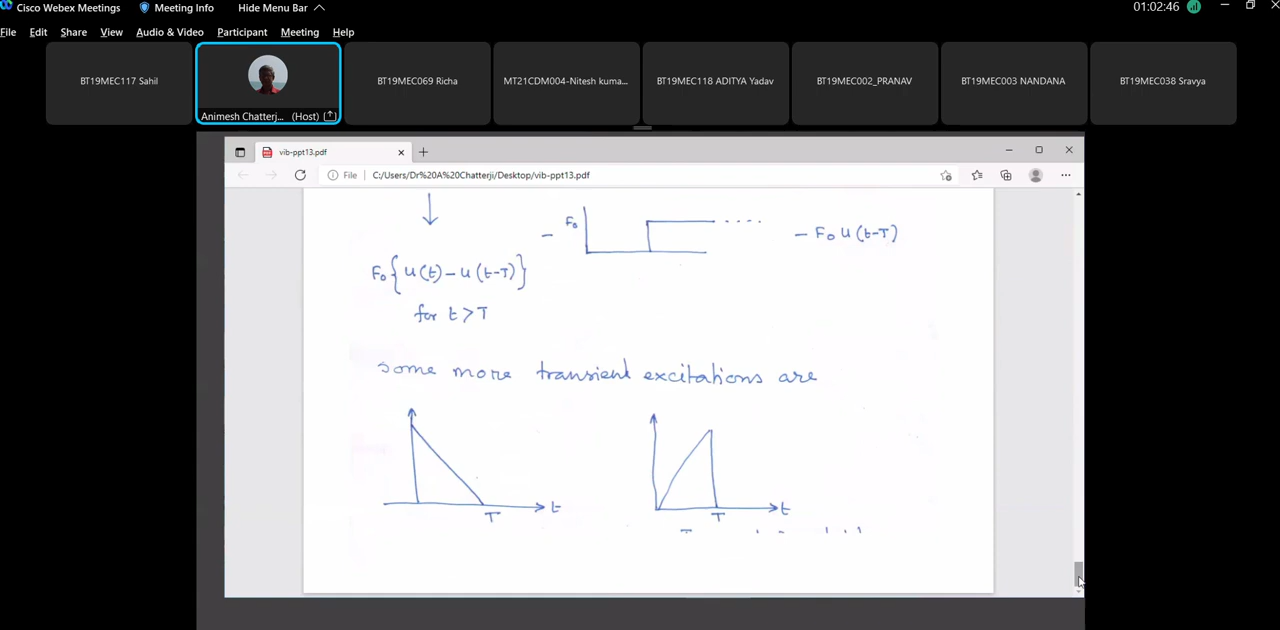 Cisco Webex Meetings Meeting Info Hide Menu Bar 01:02:46
File Edit Share View Audio & Video Participant Meeting Help
BT19MEC117 Sahil
Animesh Chatterj... (Host)
BT19MEC069 Richa
MT21CDM004-Nitesh kuma...
BT19MEC118 ADITYA Yadav
BT19MEC002_PRANAV
BT19MEC003 NANDANA
BT19MEC038 Sravya
vib-ppt13.pdf
File C:/Users/Dr%20A%20Chatterji/Desktop/vib-ppt13.pdf
F₀
− − F₀ u(t-T)
F₀{u(t) − u(t-T)}
for t > T
some more transient excitations are
T t
T t